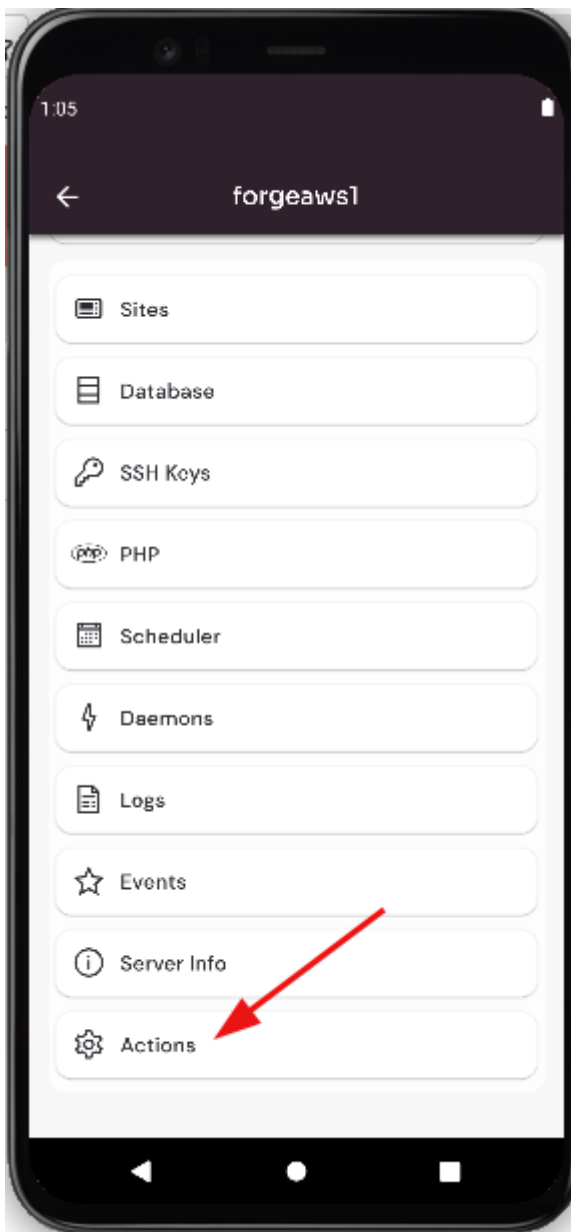 1:05
forgeaws1
Sites
Database
SSH Keys
php PHP
Scheduler
Daemons
Logs
Events
Server Info
Actions